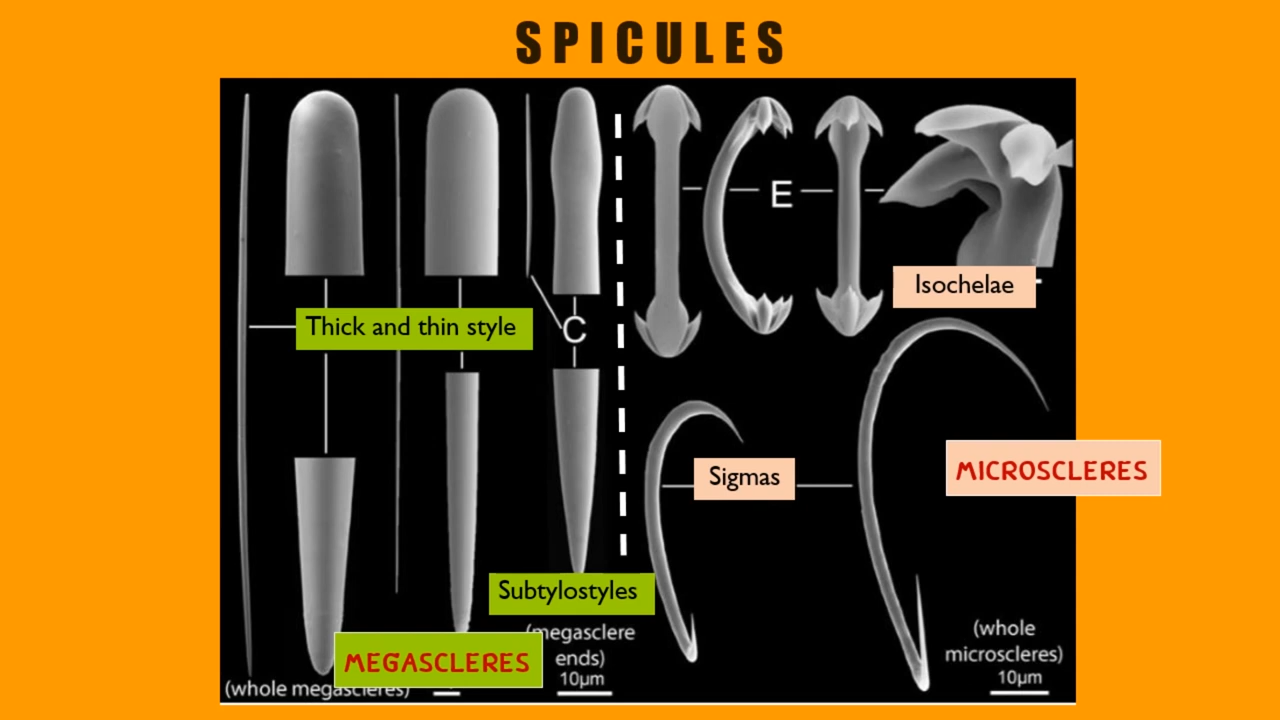 SPICULES
E
Isochelae
Thick and thin style
C
Sigmas
MICROSCLERES
Subtylostyles
(megasclere
ends)
10µm
MEGASCLERES
(whole megascleres)
(whole
microscleres)
10µm